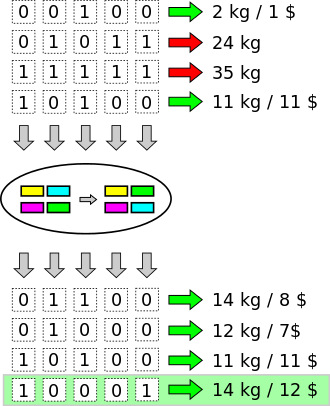 0 0 1 0 0 2 kg / 1 $
0 1 0 1 1 24 kg
1 1 1 1 1 35 kg
1 0 1 0 0 11 kg / 11 $
0 1 1 0 0 14 kg / 8 $
0 1 0 0 0 12 kg / 7$
1 0 1 0 0 11 kg / 11 $
1 0 0 0 1 14 kg / 12 $